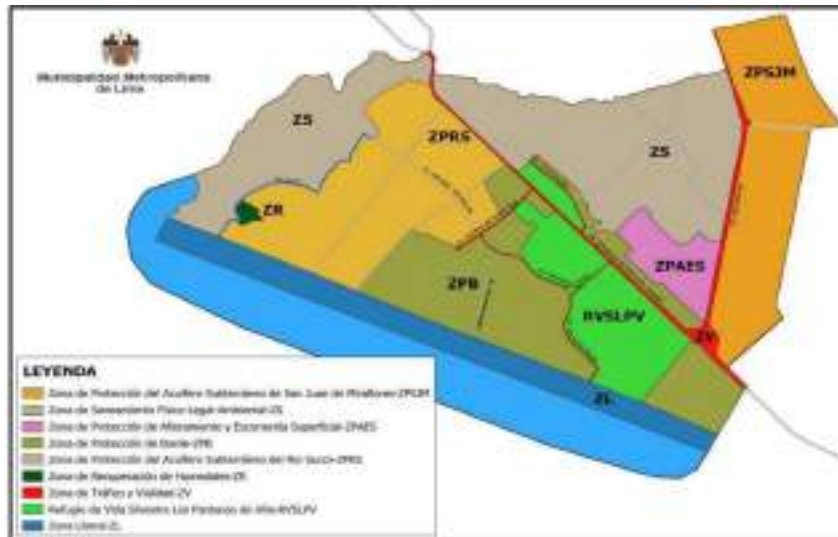 Municipalidad Metropolitana
de Lima
ZPSJM
ZS
ZPRS
ZS
ZR
ZPAES
ZPB
RVSLPV
ZV
ZL
LEYENDA
Zona de Protección del Acuífero Subterráneo de San Juan de Miraflores-ZPSJM
Zona de Saneamiento Físico-Legal-Ambiental-ZS
Zona de Protección de Afloramiento y Escorrentía Superficial-ZPAES
Zona de Protección de Borde-ZPB
Zona de Protección del Acuífero Subterráneo del Río Surco-ZPRS
Zona de Recuperación de Humedales-ZR
Zona de Tráfico y Vialidad-ZV
Refugio de Vida Silvestre Los Pantanos de Villa-RVSLPV
Zona Litoral-ZL